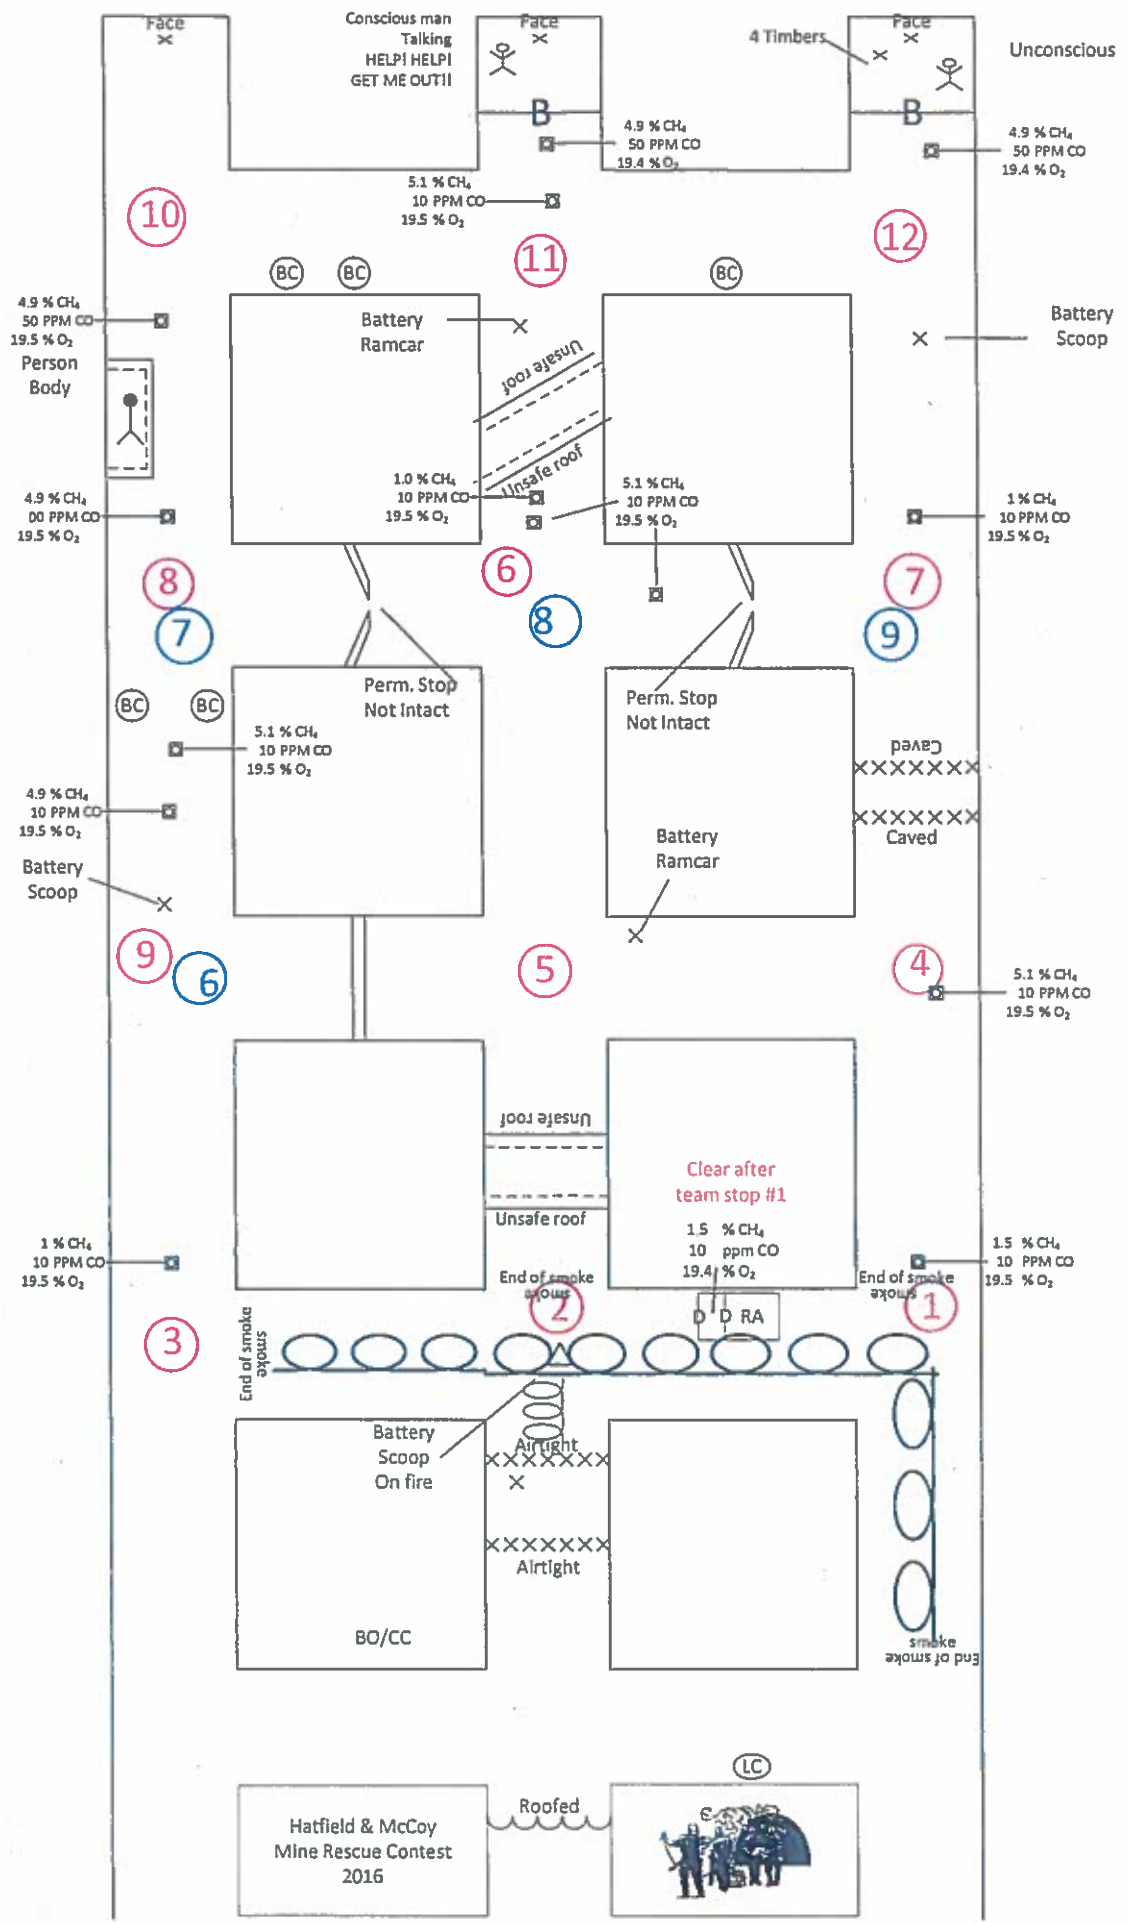 Face
Conscious man
Talking
HELP! HELP!
GET ME OUT!!
Face
4 Timbers
Face
Unconscious
B
B
4.9 % CH₄
50 PPM CO
19.4 % O₂
4.9 % CH₄
50 PPM CO
19.4 % O₂
5.1 % CH₄
10 PPM CO
19.5 % O₂
10
11
12
BC
BC
BC
4.9 % CH₄
50 PPM CO
19.5 % O₂
Battery
Ramcar
Battery
Scoop
Unsafe roof
Person
Body
Unsafe roof
1.0 % CH₄
10 PPM CO
19.5 % O₂
5.1 % CH₄
10 PPM CO
19.5 % O₂
4.9 % CH₄
00 PPM CO
19.5 % O₂
1 % CH₄
10 PPM CO
19.5 % O₂
8
6
7
7
8
9
Perm. Stop
Not Intact
Perm. Stop
Not Intact
BC
BC
5.1 % CH₄
10 PPM CO
19.5 % O₂
Caved
Caved
4.9 % CH₄
10 PPM CO
19.5 % O₂
Battery
Ramcar
Battery
Scoop
9
6
5
4
5.1 % CH₄
10 PPM CO
19.5 % O₂
Unsafe roof
Unsafe roof
Clear after
team stop #1
1.5 % CH₄
10 ppm CO
19.4 % O₂
1 % CH₄
10 PPM CO
19.5 % O₂
1.5 % CH₄
10 PPM CO
19.5 % O₂
End of smoke
smoke
End of smoke
smoke
2
1
D D RA
3
End of smoke
smoke
Battery
Scoop
On fire
Airtight
Airtight
BO/CC
smoke
End of smoke
LC
Roofed
Hatfield & McCoy
Mine Rescue Contest
2016